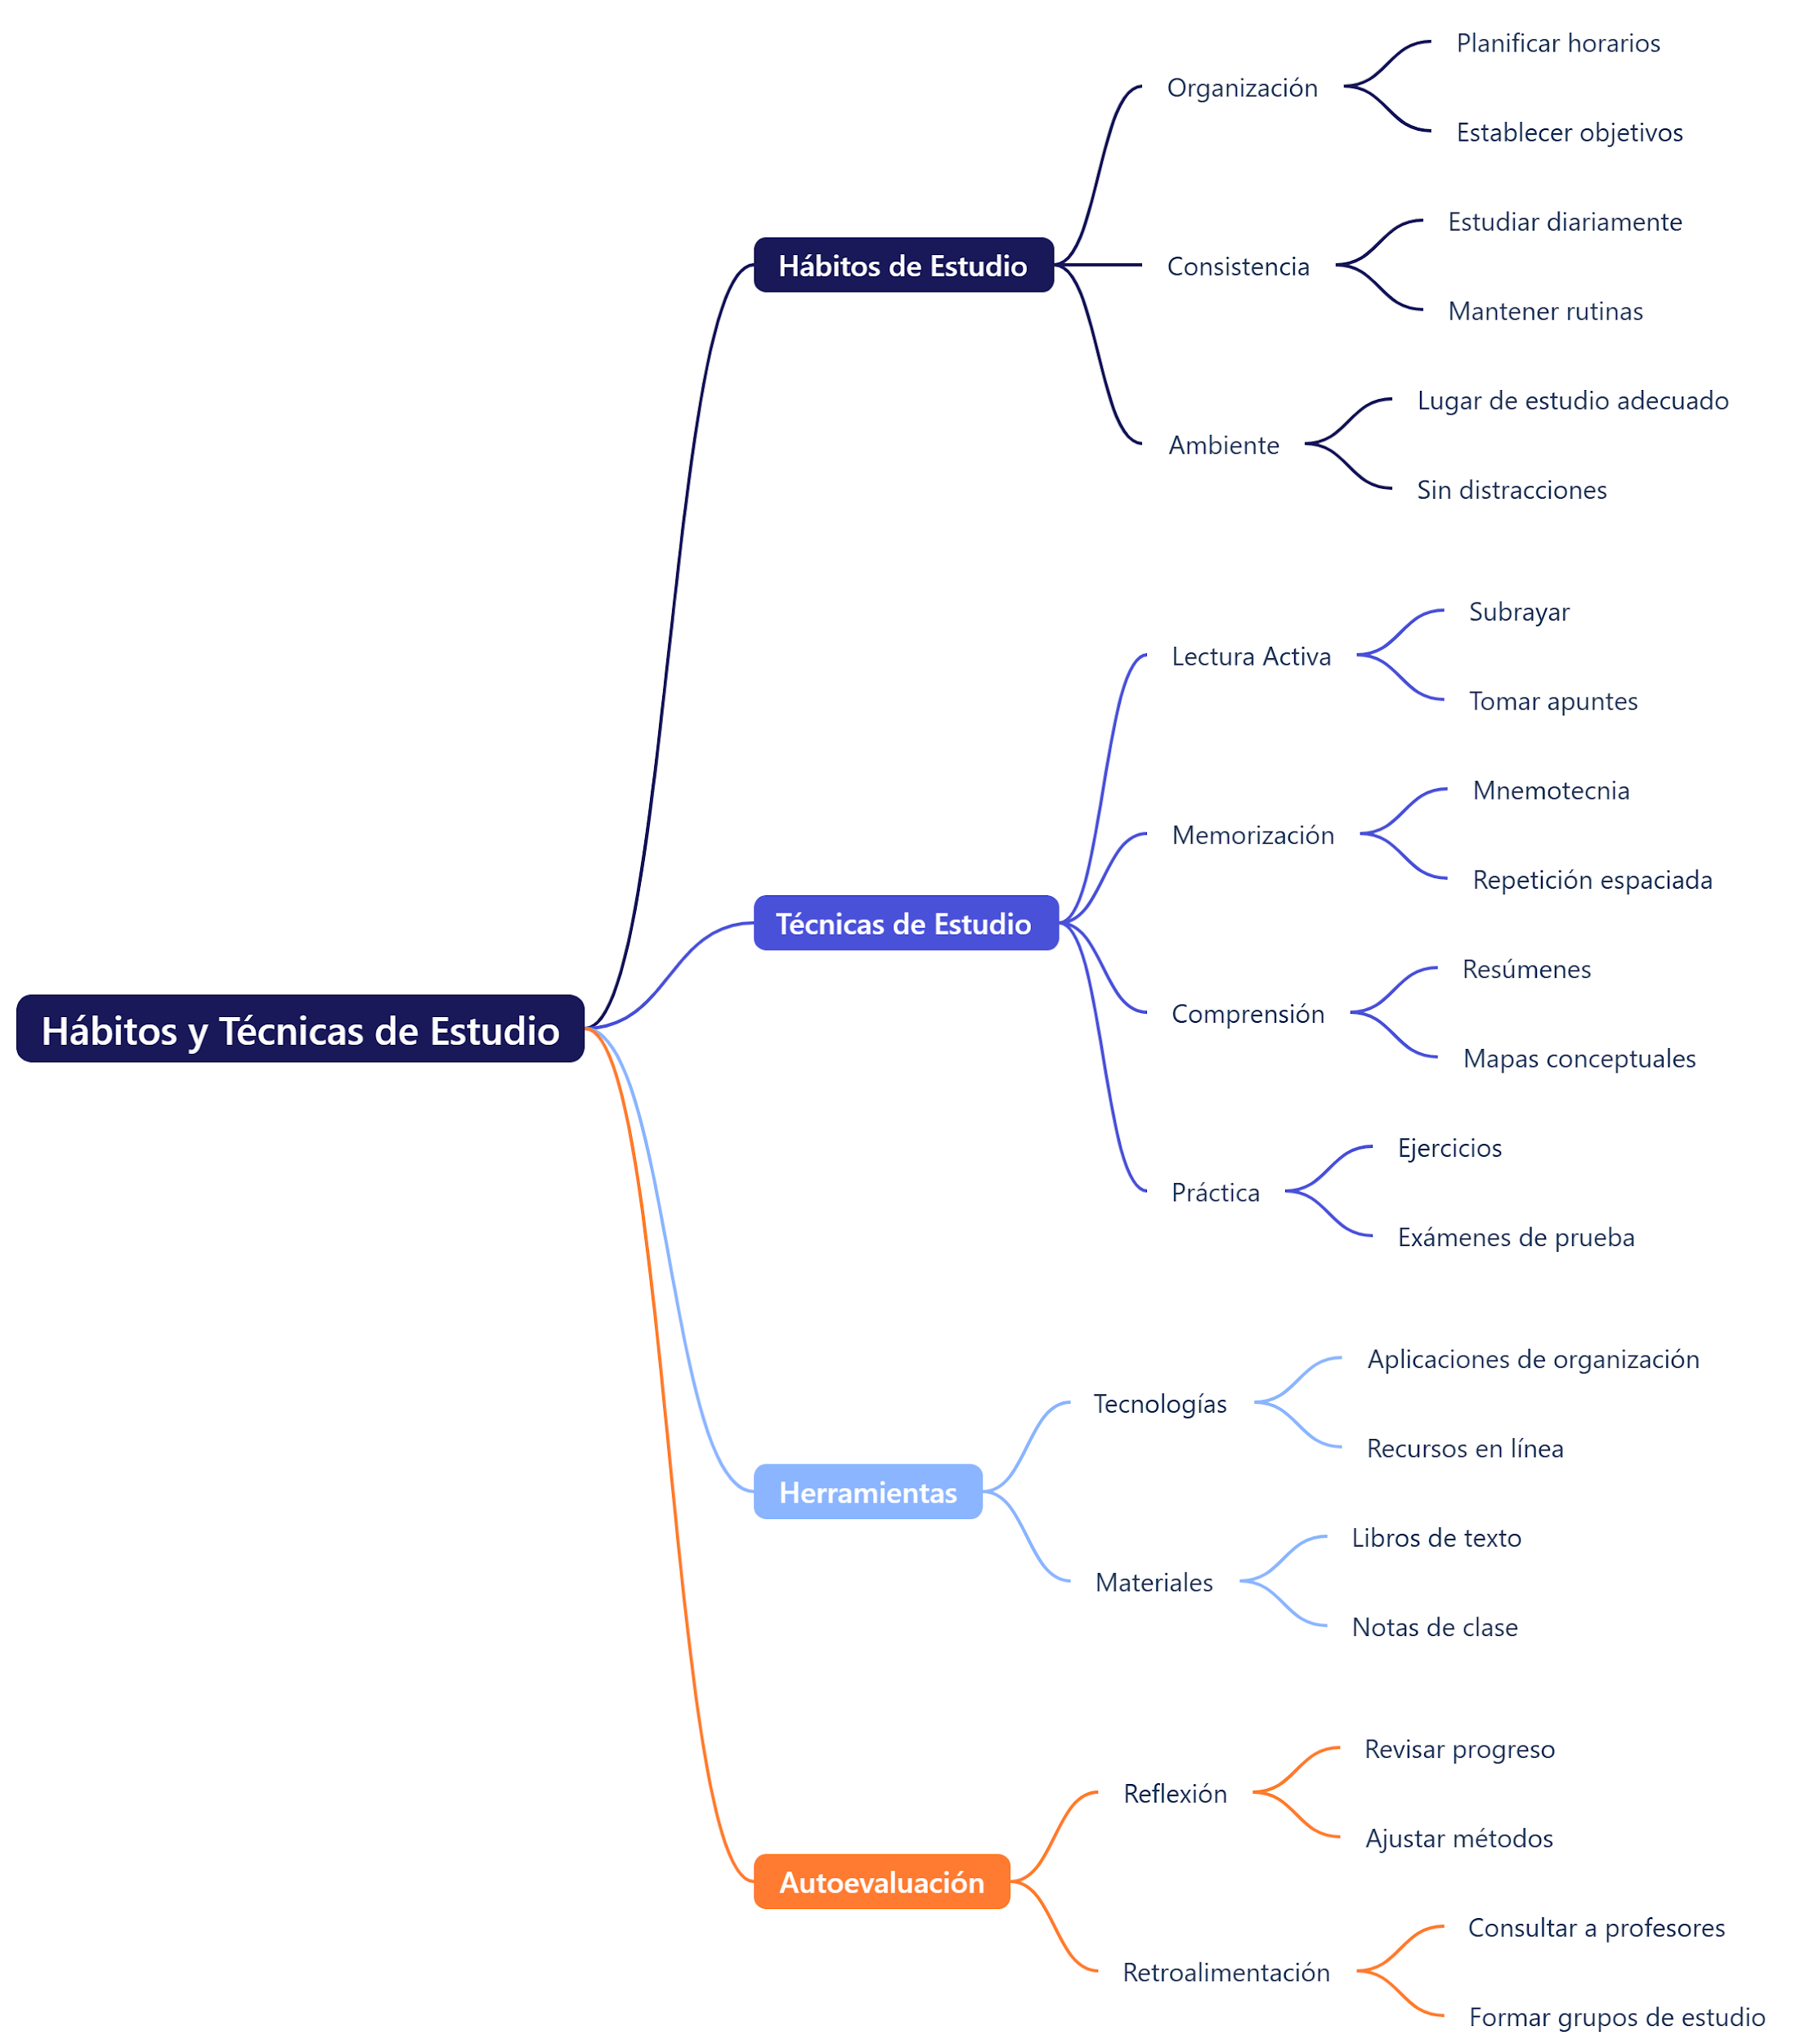 Hábitos y Técnicas de Estudio
Hábitos de Estudio
Organización
Planificar horarios
Establecer objetivos
Consistencia
Estudiar diariamente
Mantener rutinas
Ambiente
Lugar de estudio adecuado
Sin distracciones
Técnicas de Estudio
Lectura Activa
Subrayar
Tomar apuntes
Memorización
Mnemotecnia
Repetición espaciada
Comprensión
Resúmenes
Mapas conceptuales
Práctica
Ejercicios
Exámenes de prueba
Herramientas
Tecnologías
Aplicaciones de organización
Recursos en línea
Materiales
Libros de texto
Notas de clase
Autoevaluación
Reflexión
Revisar progreso
Ajustar métodos
Retroalimentación
Consultar a profesores
Formar grupos de estudio